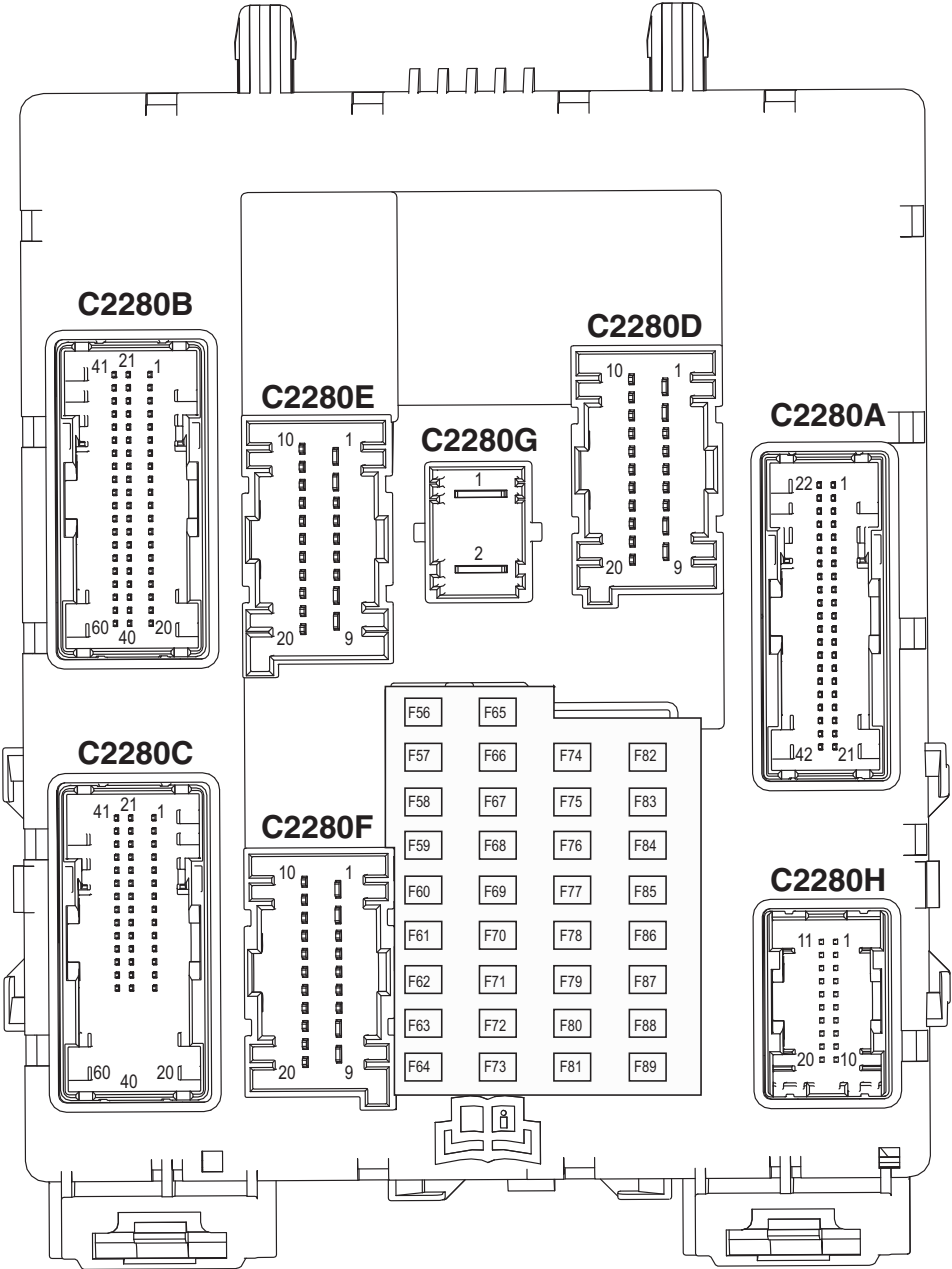 C2280B
41 21 1
60 40 20
C2280E
10 1
20 9
C2280G
1
2
C2280D
10 1
20 9
C2280A
22 1
42 21
C2280C
41 21 1
60 40 20
C2280F
10 1
20 9
F56 F65
F57 F66 F74 F82
F58 F67 F75 F83
F59 F68 F76 F84
F60 F69 F77 F85
F61 F70 F78 F86
F62 F71 F79 F87
F63 F72 F80 F88
F64 F73 F81 F89
C2280H
11 1
20 10
i